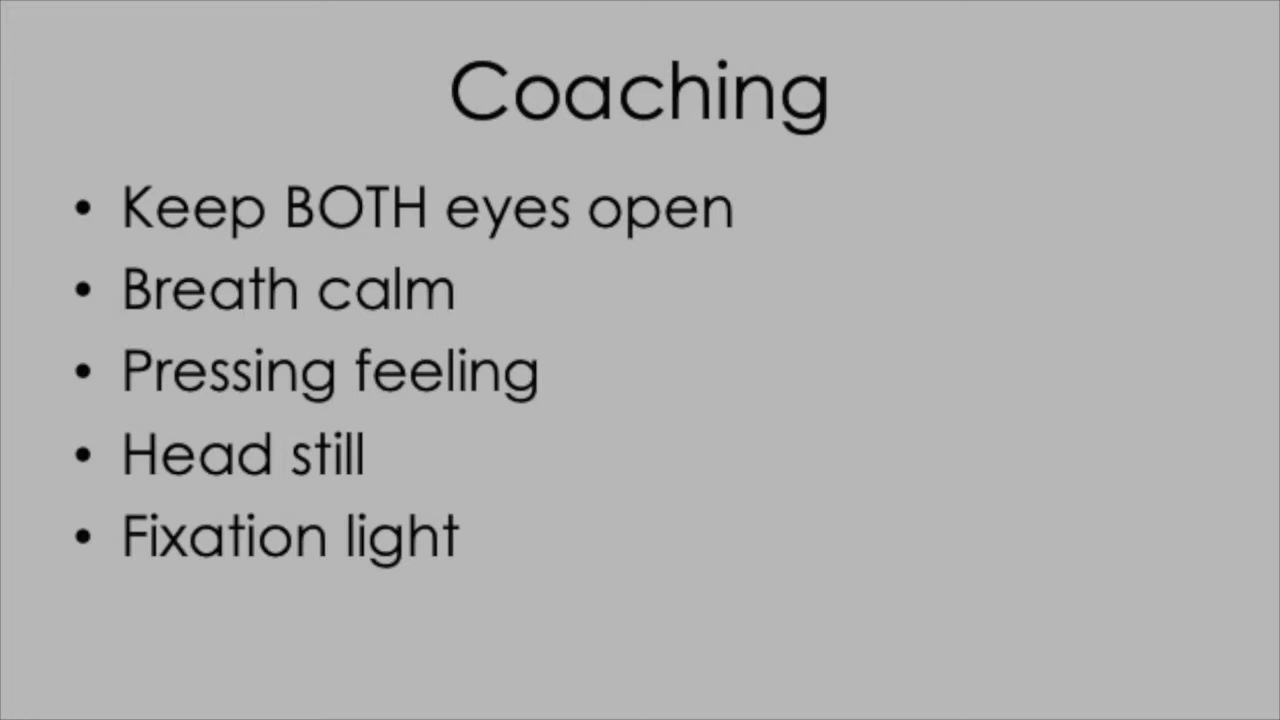 Coaching
• Keep BOTH eyes open
• Breath calm
• Pressing feeling
• Head still
• Fixation light